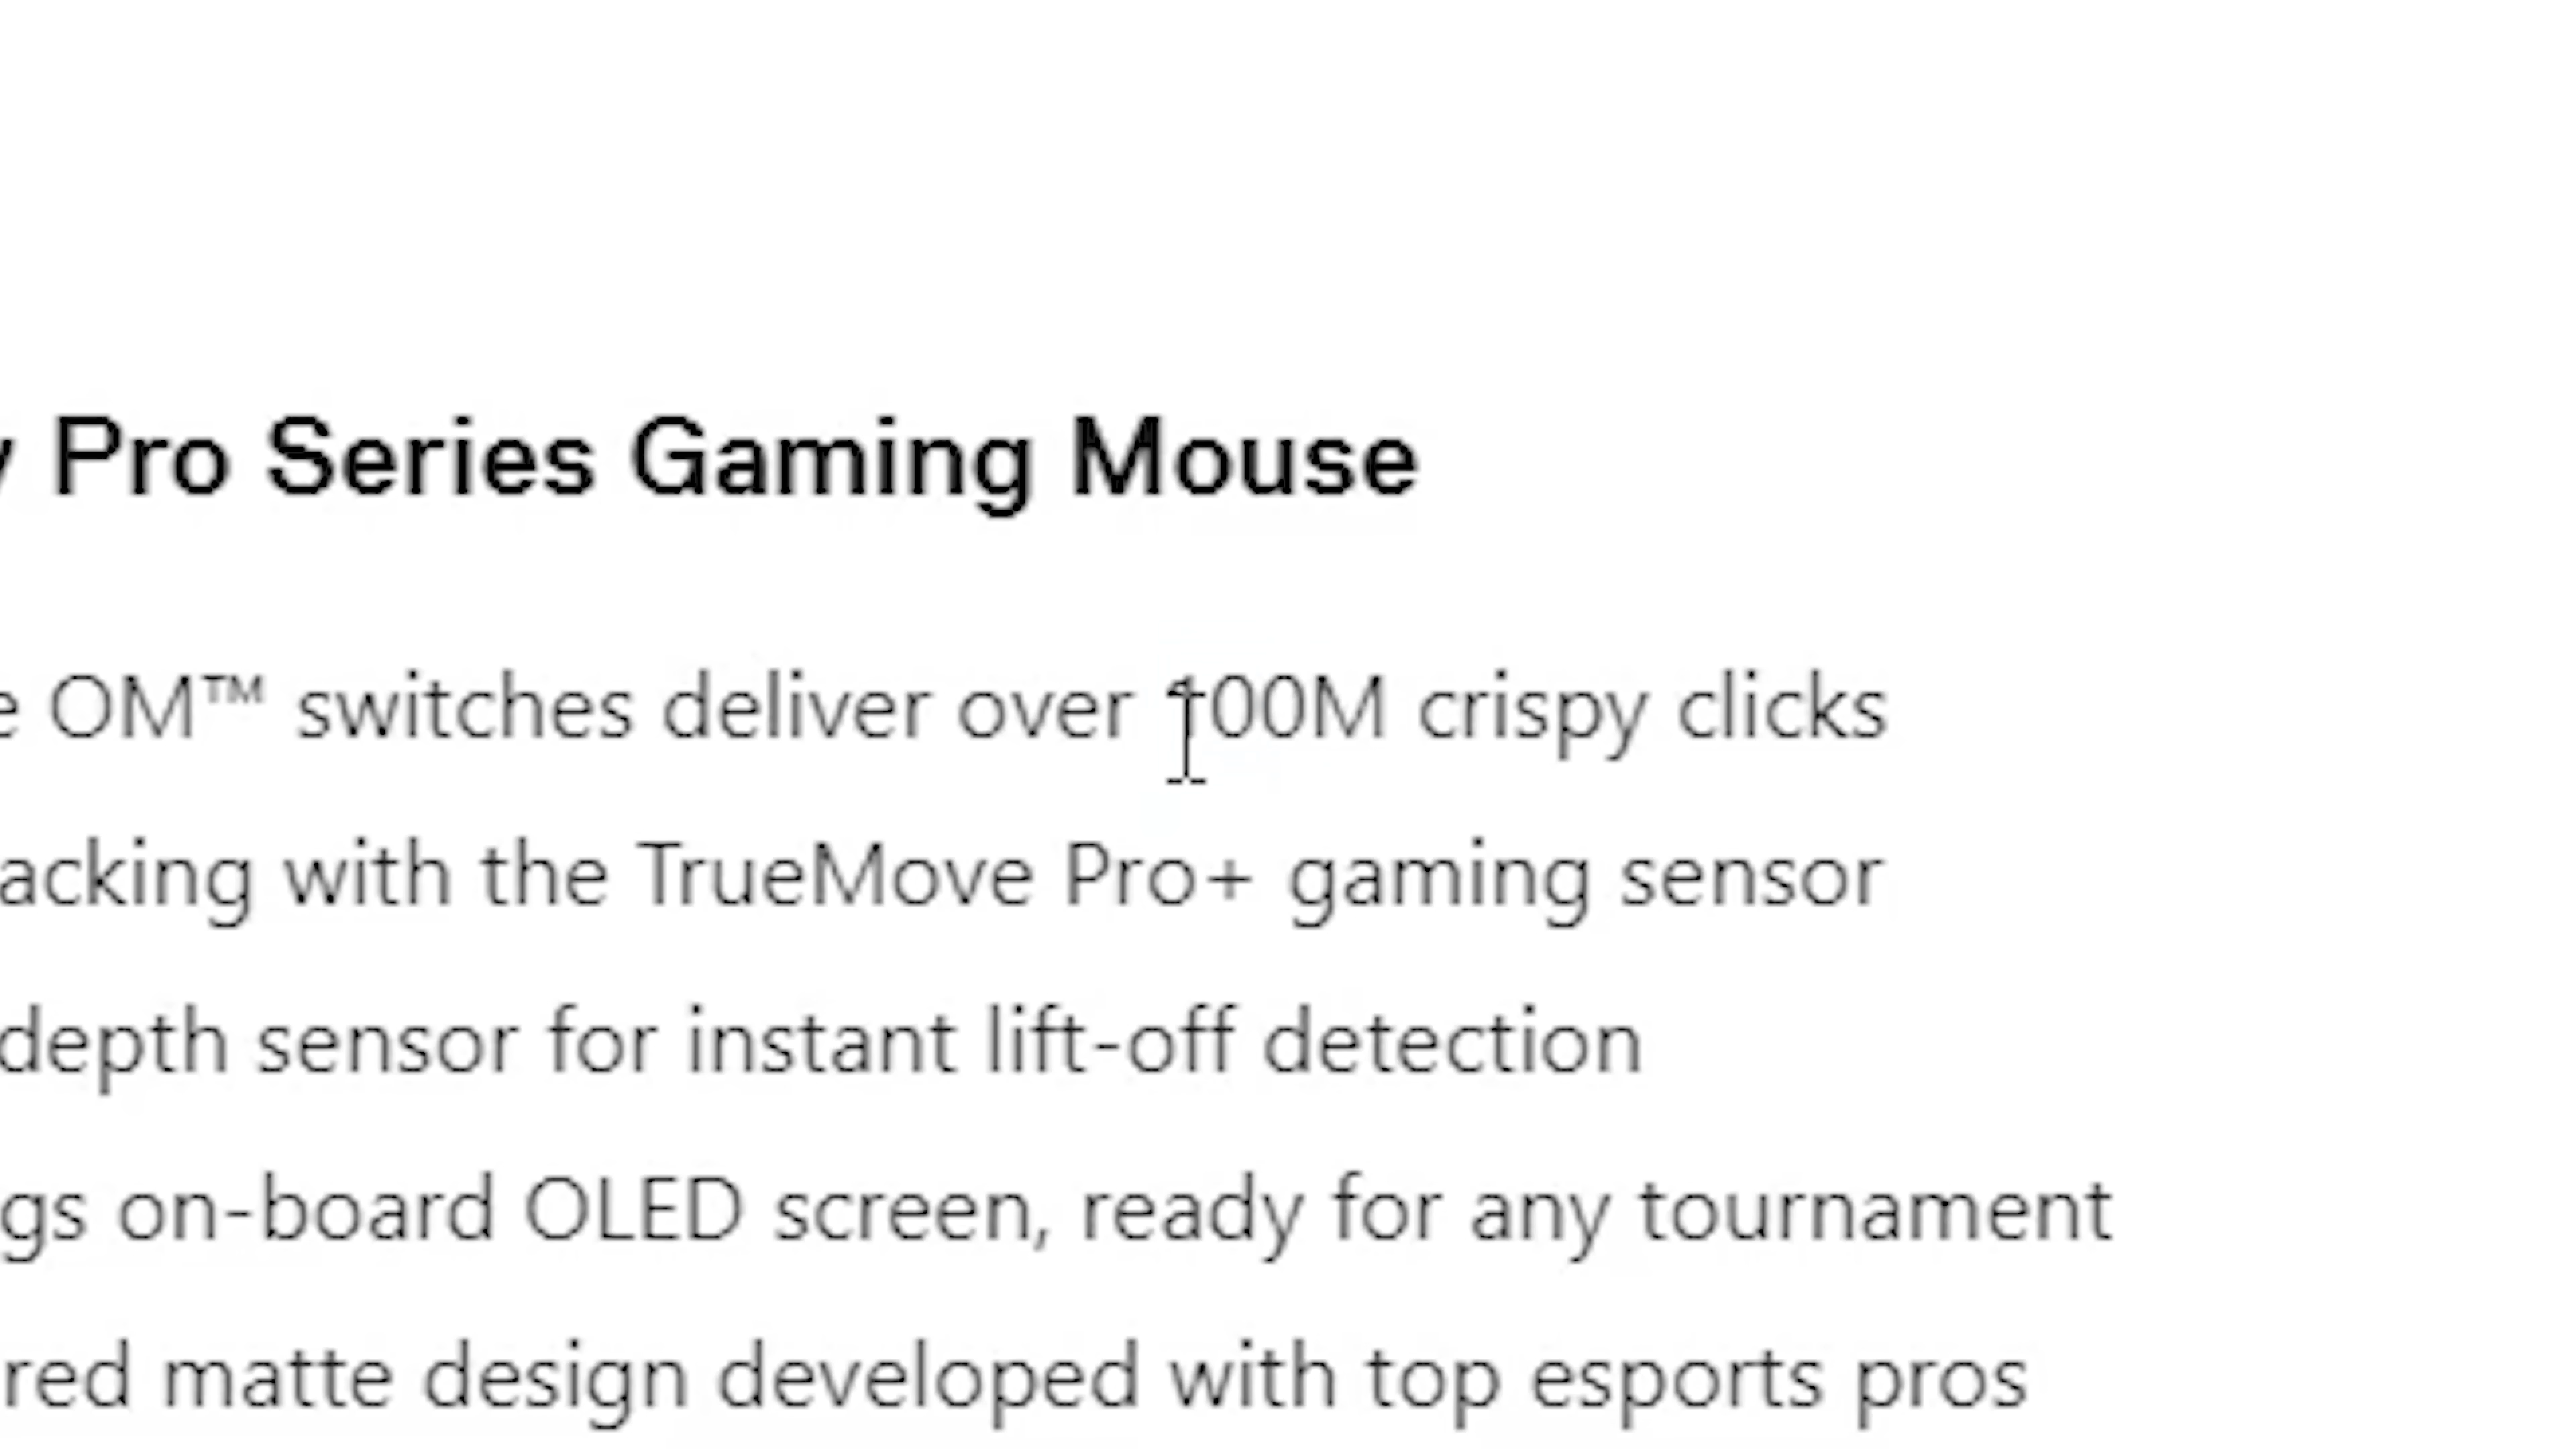 Pro Series Gaming Mouse
OM™ switches deliver over 100M crispy clicks
acking with the TrueMove Pro+ gaming sensor
depth sensor for instant lift-off detection
gs on-board OLED screen, ready for any tournament
red matte design developed with top esports pros